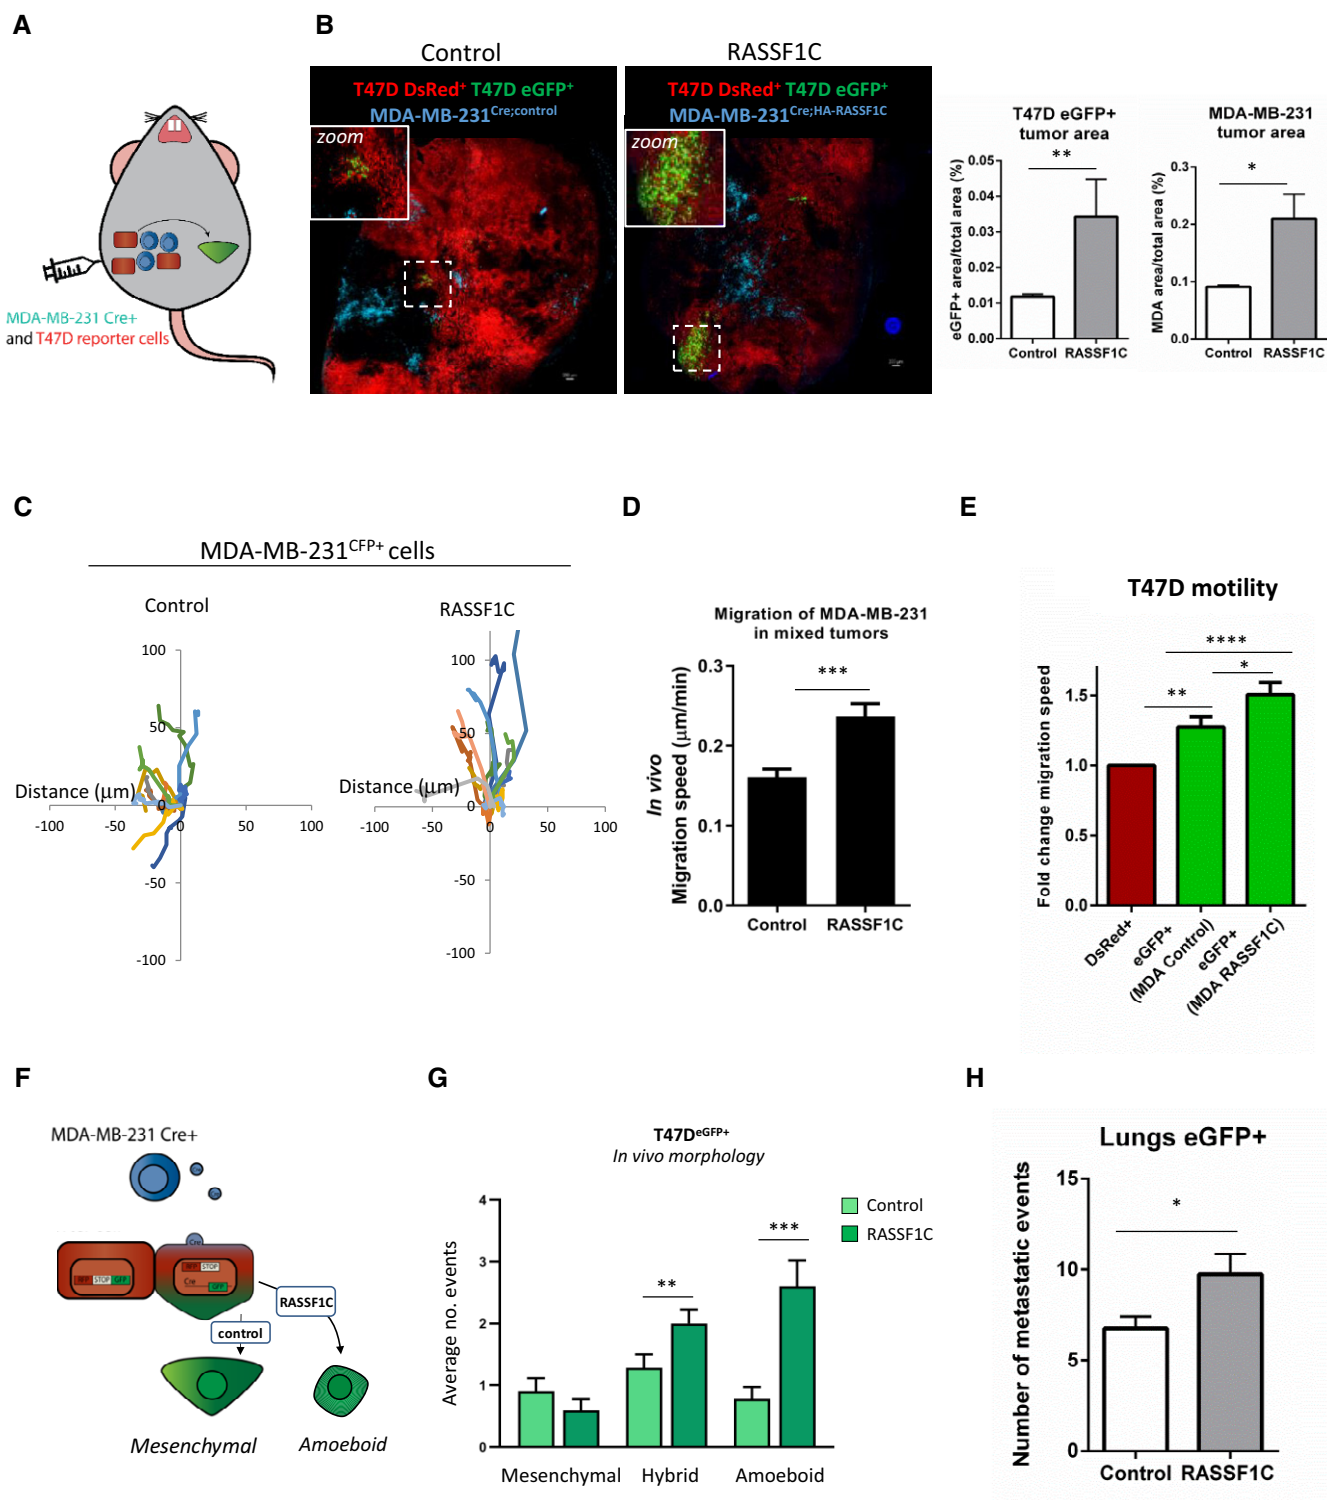 A
MDA-MB-231 Cre+
and T47D reporter cells
B
Control
RASSF1C
T47D DsRed+ T47D eGFP+
MDA-MB-231Cre;control
zoom
T47D DsRed+ T47D eGFP+
MDA-MB-231Cre;HA-RASSF1C
zoom
T47D eGFP+
tumor area
eGFP+ area/total area (%)
0.05
0.04
0.03
0.02
0.01
0.00
**
Control RASSF1C
MDA-MB-231
tumor area
MDA area/total area (%)
0.3
0.2
0.1
0.0
*
Control RASSF1C
C
MDA-MB-231CFP+ cells
Control
100
50
Distance (μm)
0
-100 -50 0 50 100
-50
-100
RASSF1C
100
50
Distance (μm)
0
-100 -50 0 50 100
-50
-100
D
Migration of MDA-MB-231
in mixed tumors
In vivo
Migration speed (μm/min)
0.3
0.2
0.1
0.0
***
Control RASSF1C
E
T47D motility
Fold change migration speed
1.5
1.0
0.5
0.0
****
*
**
DsRed+
eGFP+
(MDA Control)
eGFP+
(MDA RASSF1C)
F
MDA-MB-231 Cre+
Cre
RFP STOP GFP
RFP STOP
Cre
GFP
RASSF1C
control
Mesenchymal
Amoeboid
G
T47DeGFP+
In vivo morphology
Average no. events
4
3
2
1
0
**
***
Control
RASSF1C
Mesenchymal Hybrid Amoeboid
H
Lungs eGFP+
Number of metastatic events
15
10
5
0
*
Control RASSF1C